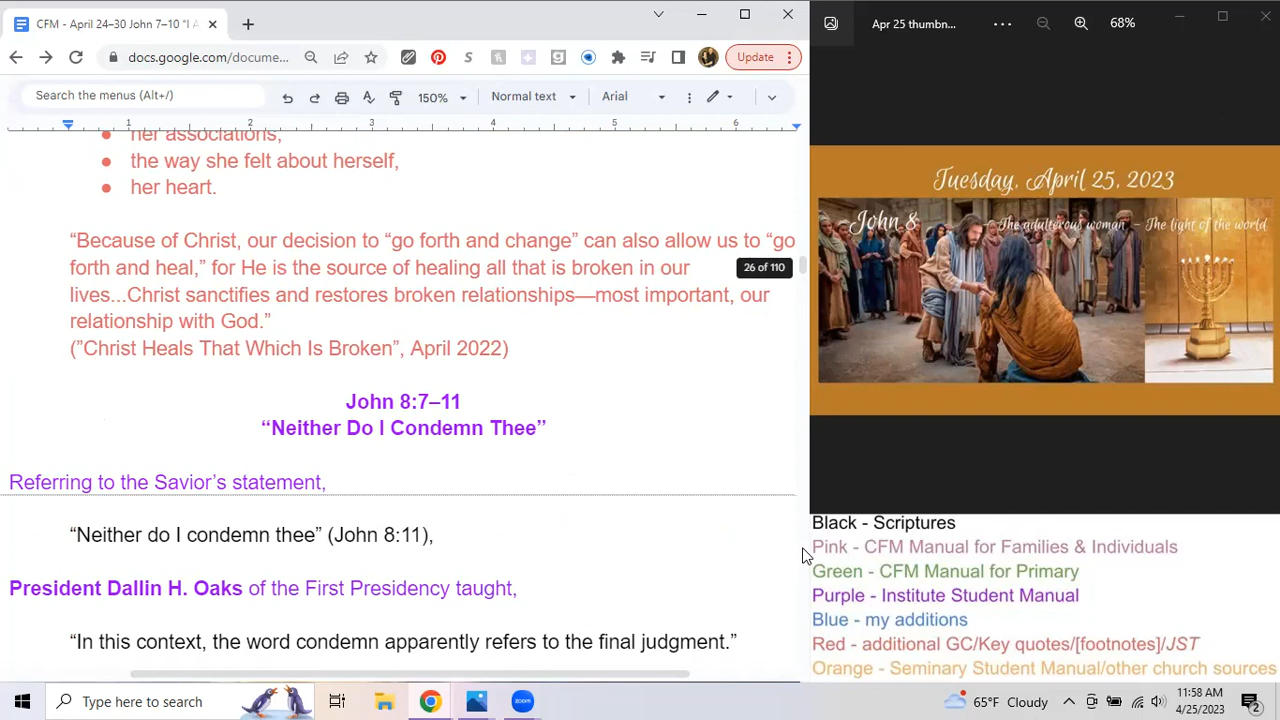 CFM - April 24–30 John 7–10 "I A
docs.google.com/docume...
Update
Search the menus (Alt+/)
150%
Normal text
Arial
1 2 3 4 5 6
her associations,
the way she felt about herself,
her heart.
“Because of Christ, our decision to “go forth and change” can also allow us to “go
forth and heal,” for He is the source of healing all that is broken in our
lives...Christ sanctifies and restores broken relationships—most important, our
relationship with God.”
(”Christ Heals That Which Is Broken”, April 2022)
26 of 110
John 8:7–11
“Neither Do I Condemn Thee”
Referring to the Savior’s statement,
“Neither do I condemn thee” (John 8:11),
President Dallin H. Oaks of the First Presidency taught,
“In this context, the word condemn apparently refers to the final judgment.”
Apr 25 thumbn...
68%
Tuesday, April 25, 2023
John 8 - The adulterous woman - The light of the world
Black - Scriptures
Pink - CFM Manual for Families & Individuals
Green - CFM Manual for Primary
Purple - Institute Student Manual
Blue - my additions
Red - additional GC/Key quotes/[footnotes]/JST
Orange - Seminary Student Manual/other church sources
Type here to search
zoom
65°F Cloudy
11:58 AM
4/25/2023
2